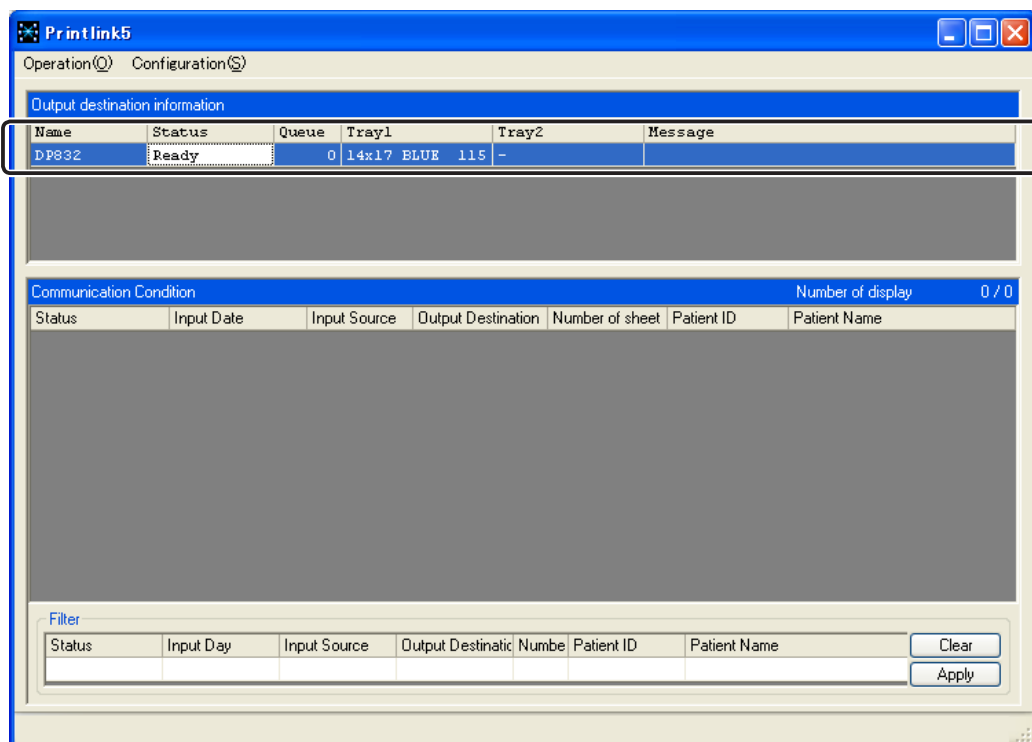 Printlink5
Operation(O) Configuration(S)
Output destination information
Name Status Queue Tray1 Tray2 Message
DP832 Ready 0 14x17 BLUE 115 -
Communication Condition Number of display 0 / 0
Status Input Date Input Source Output Destination Number of sheet Patient ID Patient Name
Filter
Status Input Day Input Source Output Destinatic Numbe Patient ID Patient Name Clear
Apply